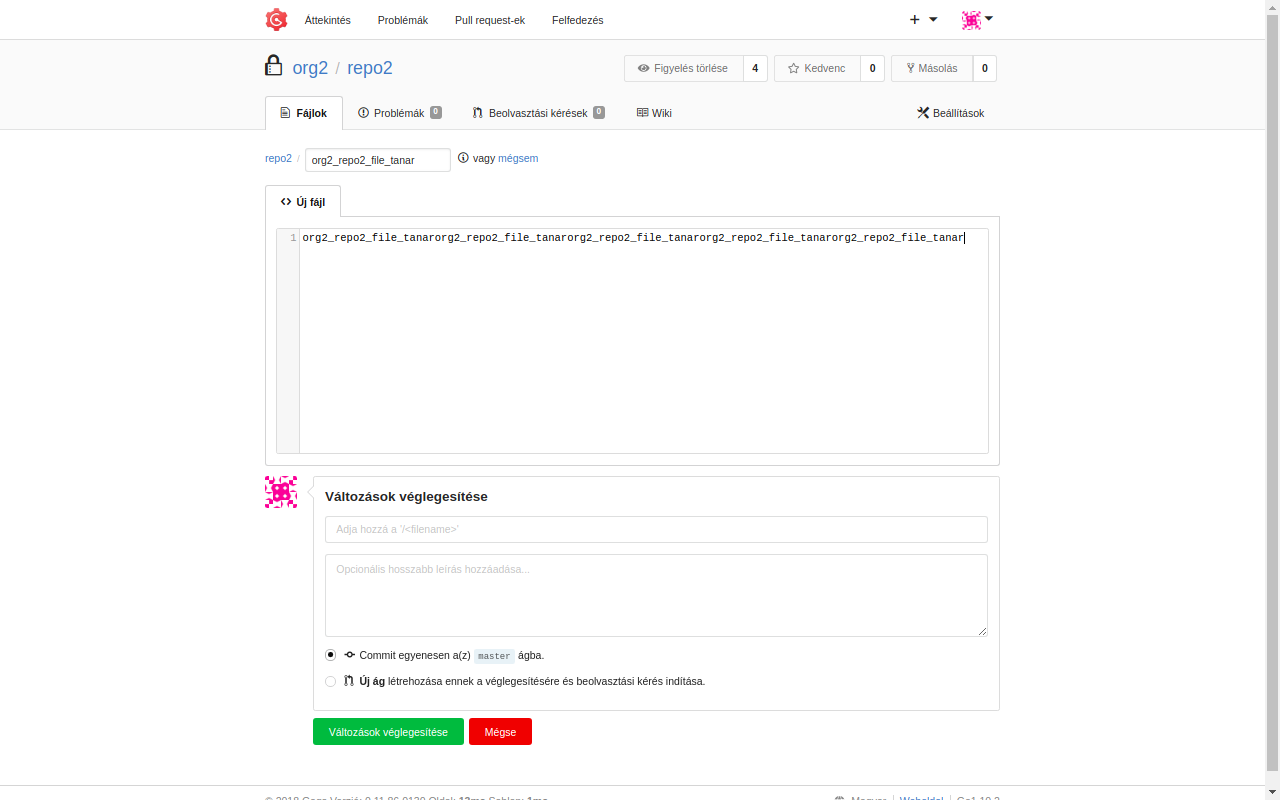 Áttekintés Problémák Pull request-ek Felfedezés
org2 / repo2 Figyelés törlése 4 Kedvenc 0 Másolás 0
Fájlok Problémák 0 Beolvasztási kérések 0 Wiki Beállítások
repo2 / org2_repo2_file_tanar vagy mégsem
Új fájl
1 org2_repo2_file_tanarorg2_repo2_file_tanarorg2_repo2_file_tanarorg2_repo2_file_tanarorg2_repo2_file_tanar
Változások véglegesítése
Adja hozzá a '/<filename>'
Opcionális hosszabb leírás hozzáadása...
Commit egyenesen a(z) master ágba.
Új ág létrehozása ennek a véglegesítésére és beolvasztási kérés indítása.
Változások véglegesítése Mégse